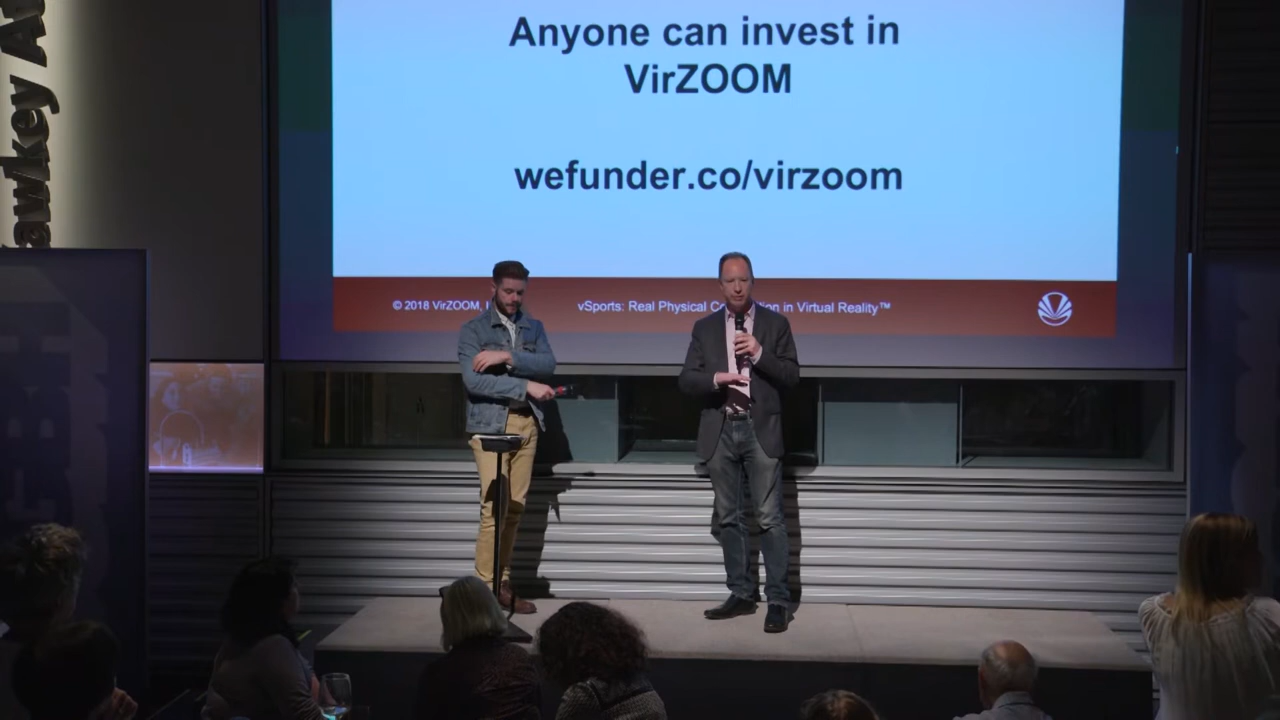 Anyone can invest in
VirZOOM
wefunder.co/virzoom
© 2018 VirZOOM,
vSports: Real Physical in Virtual Reality™